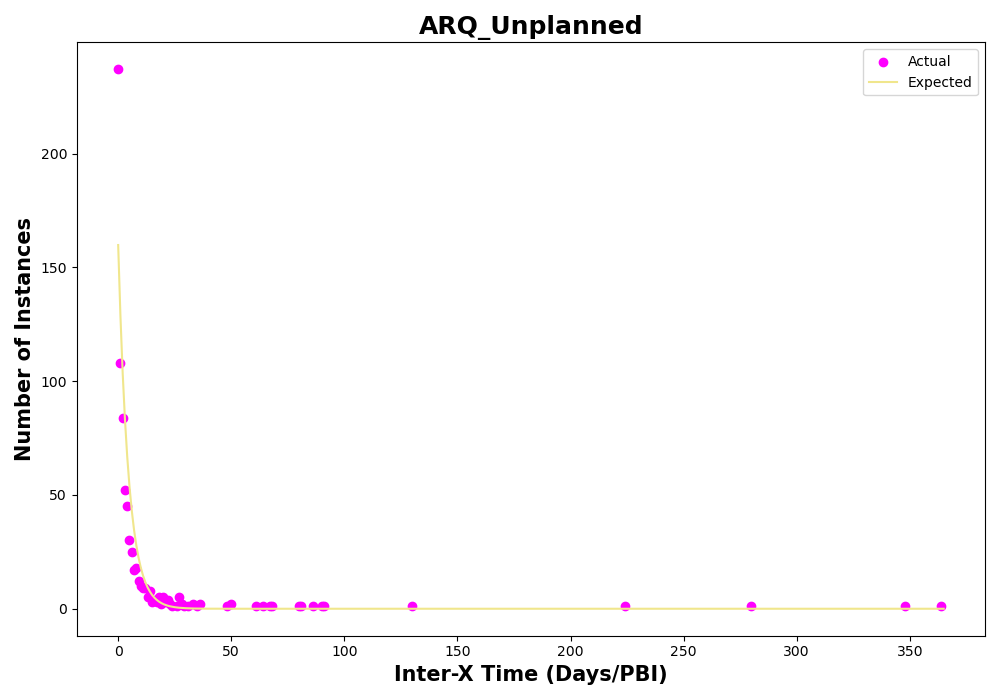 ARQ_Unplanned
Actual
Expected
Number of Instances
200
150
100
50
0
0 50 100 150 200 250 300 350
Inter-X Time (Days/PBI)